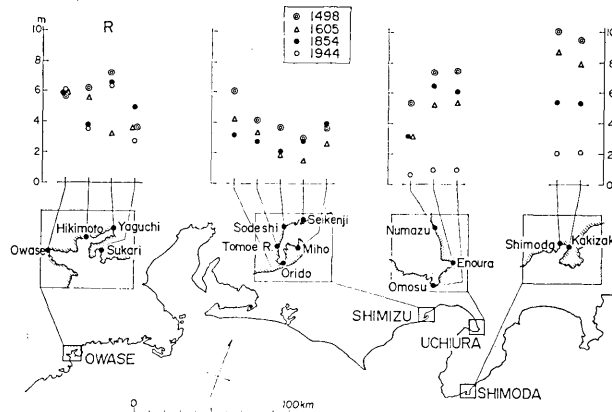 m
R
◎ 1498
△ 1605
● 1854
○ 1944
10
8
6
4
2
0
10
8
6
4
2
0
Hikimoto
Yaguchi
Owase
Sukari
Sodeshi
Seikenji
Tomoe R.
Miho
Orido
Numazu
Enoura
Omosu
Shimoda
Kakizak
SHIMIZU
UCHIURA
OWASE
SHIMODA
0
100km